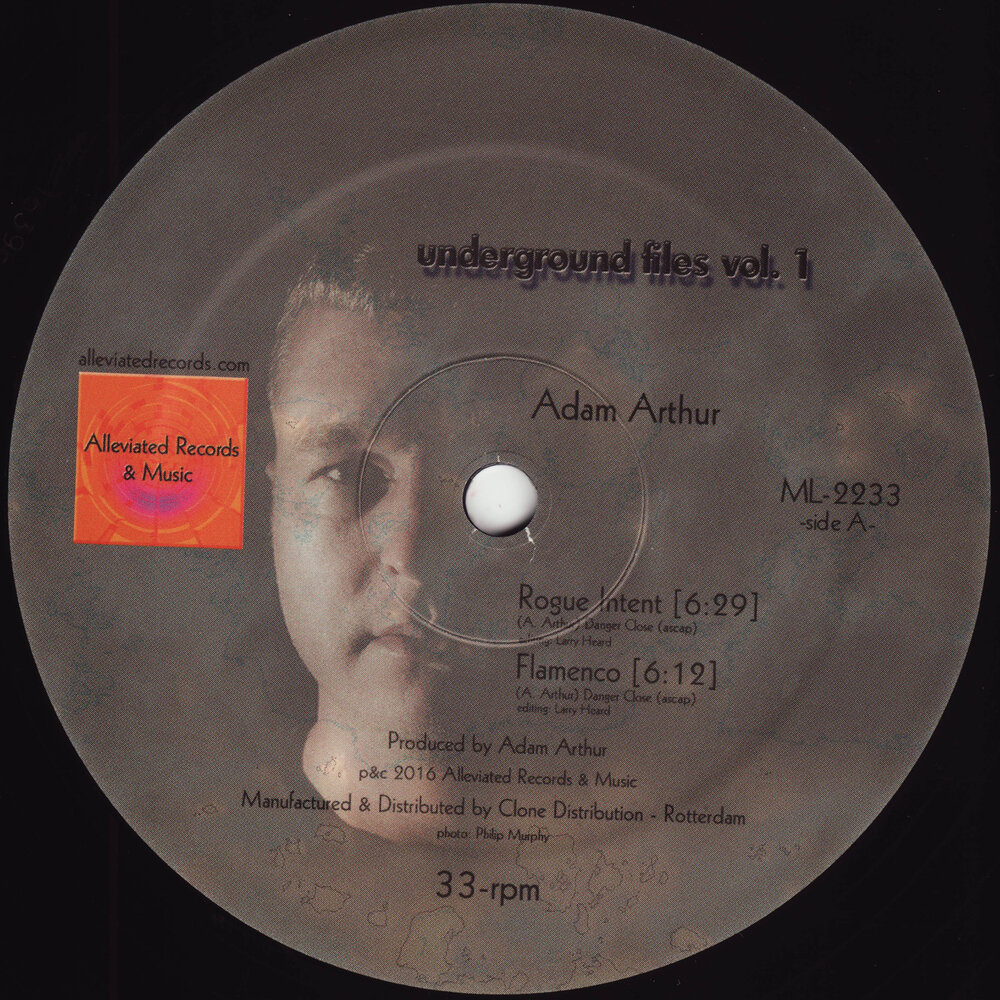 underground files vol. 1
alleviatedrecords.com
Alleviated Records
& Music
Adam Arthur
ML-2233
-side A-
Rogue Intent [6:29]
(A. Arthur) Danger Close (ascap)
editing: Larry Heard
Flamenco [6:12]
(A. Arthur) Danger Close (ascap)
editing: Larry Heard
Produced by Adam Arthur
p&c 2016 Alleviated Records & Music
Manufactured & Distributed by Clone Distribution - Rotterdam
photo: Philip Murphy
33-rpm